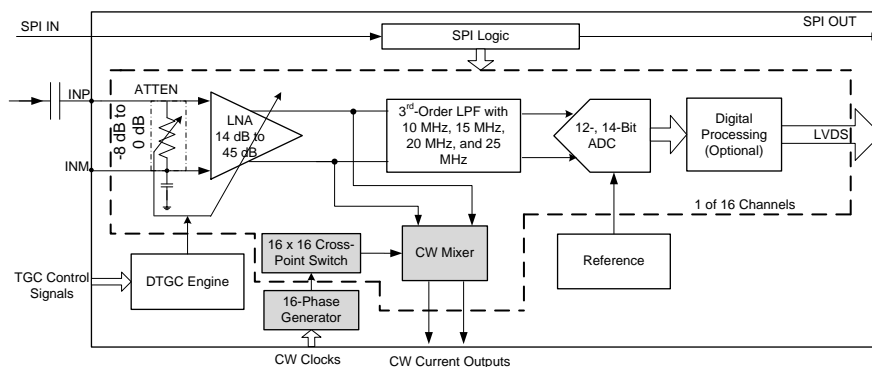 SPI IN
SPI OUT
SPI Logic
ATTEN
INP
-8 dB to
0 dB
INM
LNA
14 dB to
45 dB
3rd-Order LPF with
10 MHz, 15 MHz,
20 MHz, and 25
MHz
12-, 14-Bit
ADC
Digital
Processing
(Optional)
LVDS
1 of 16 Channels
16 x 16 Cross-
Point Switch
CW Mixer
Reference
TGC Control
Signals
DTGC Engine
16-Phase
Generator
CW Clocks
CW Current Outputs